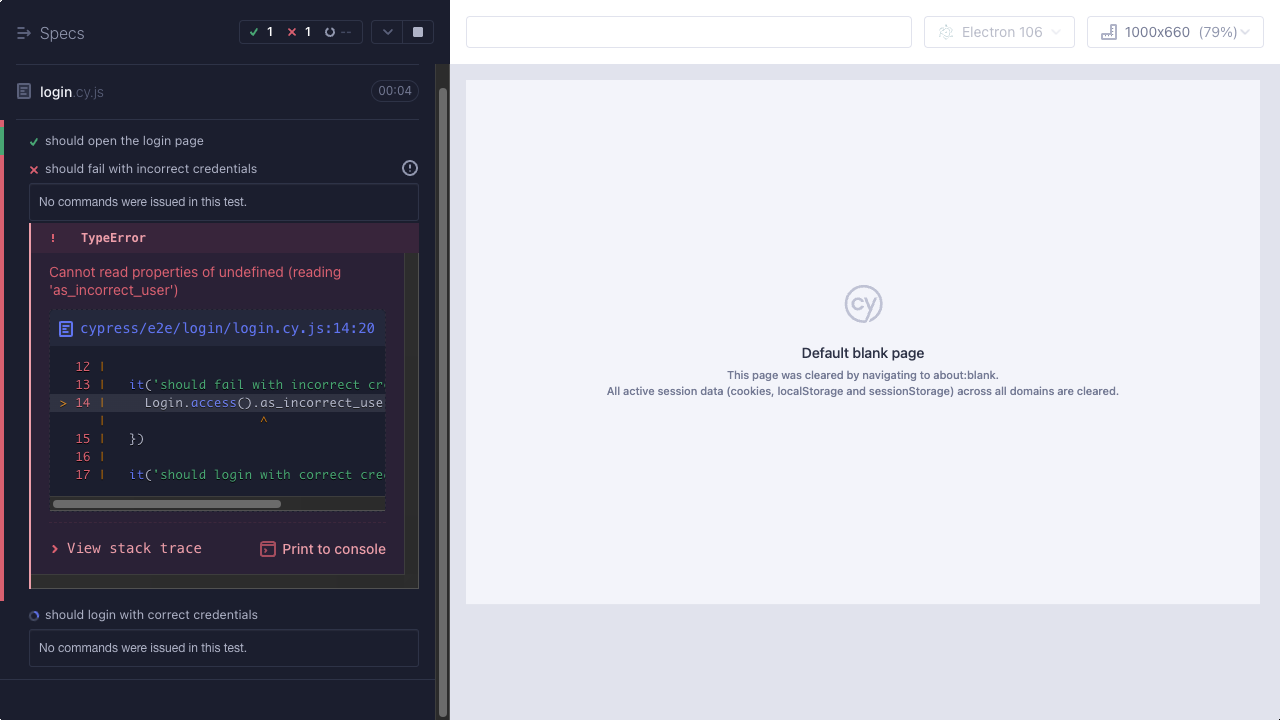 Specs
1 1 --
Electron 106
1000x660 (79%)
login.cy.js
00:04
should open the login page
should fail with incorrect credentials
No commands were issued in this test.
! TypeError
Cannot read properties of undefined (reading
'as_incorrect_user')
cypress/e2e/login/login.cy.js:14:20
12 |
13 | it('should fail with incorrect cre
> 14 | Login.access().as_incorrect_use
| ^
15 | })
16 |
17 | it('should login with correct cre
View stack trace
Print to console
should login with correct credentials
No commands were issued in this test.
cy
Default blank page
This page was cleared by navigating to about:blank.
All active session data (cookies, localStorage and sessionStorage) across all domains are cleared.